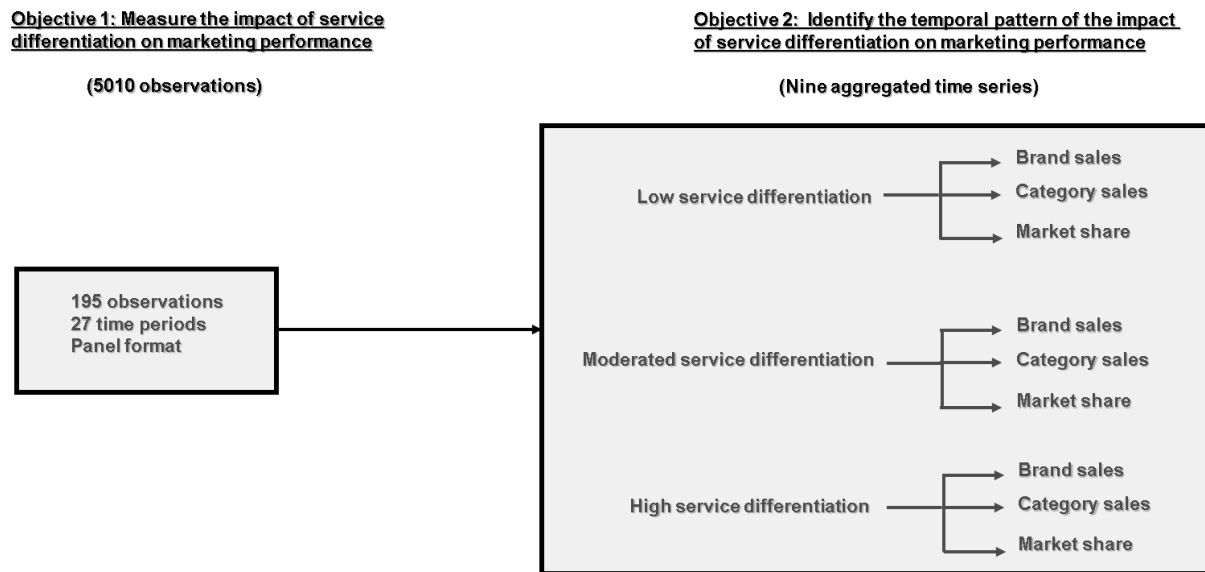 Objective 1: Measure the impact of service
differentiation on marketing performance
(5010 observations)
Objective 2: Identify the temporal pattern of the impact
of service differentiation on marketing performance
(Nine aggregated time series)
195 observations
27 time periods
Panel format
Low service differentiation
Brand sales
Category sales
Market share
Moderated service differentiation
Brand sales
Category sales
Market share
High service differentiation
Brand sales
Category sales
Market share